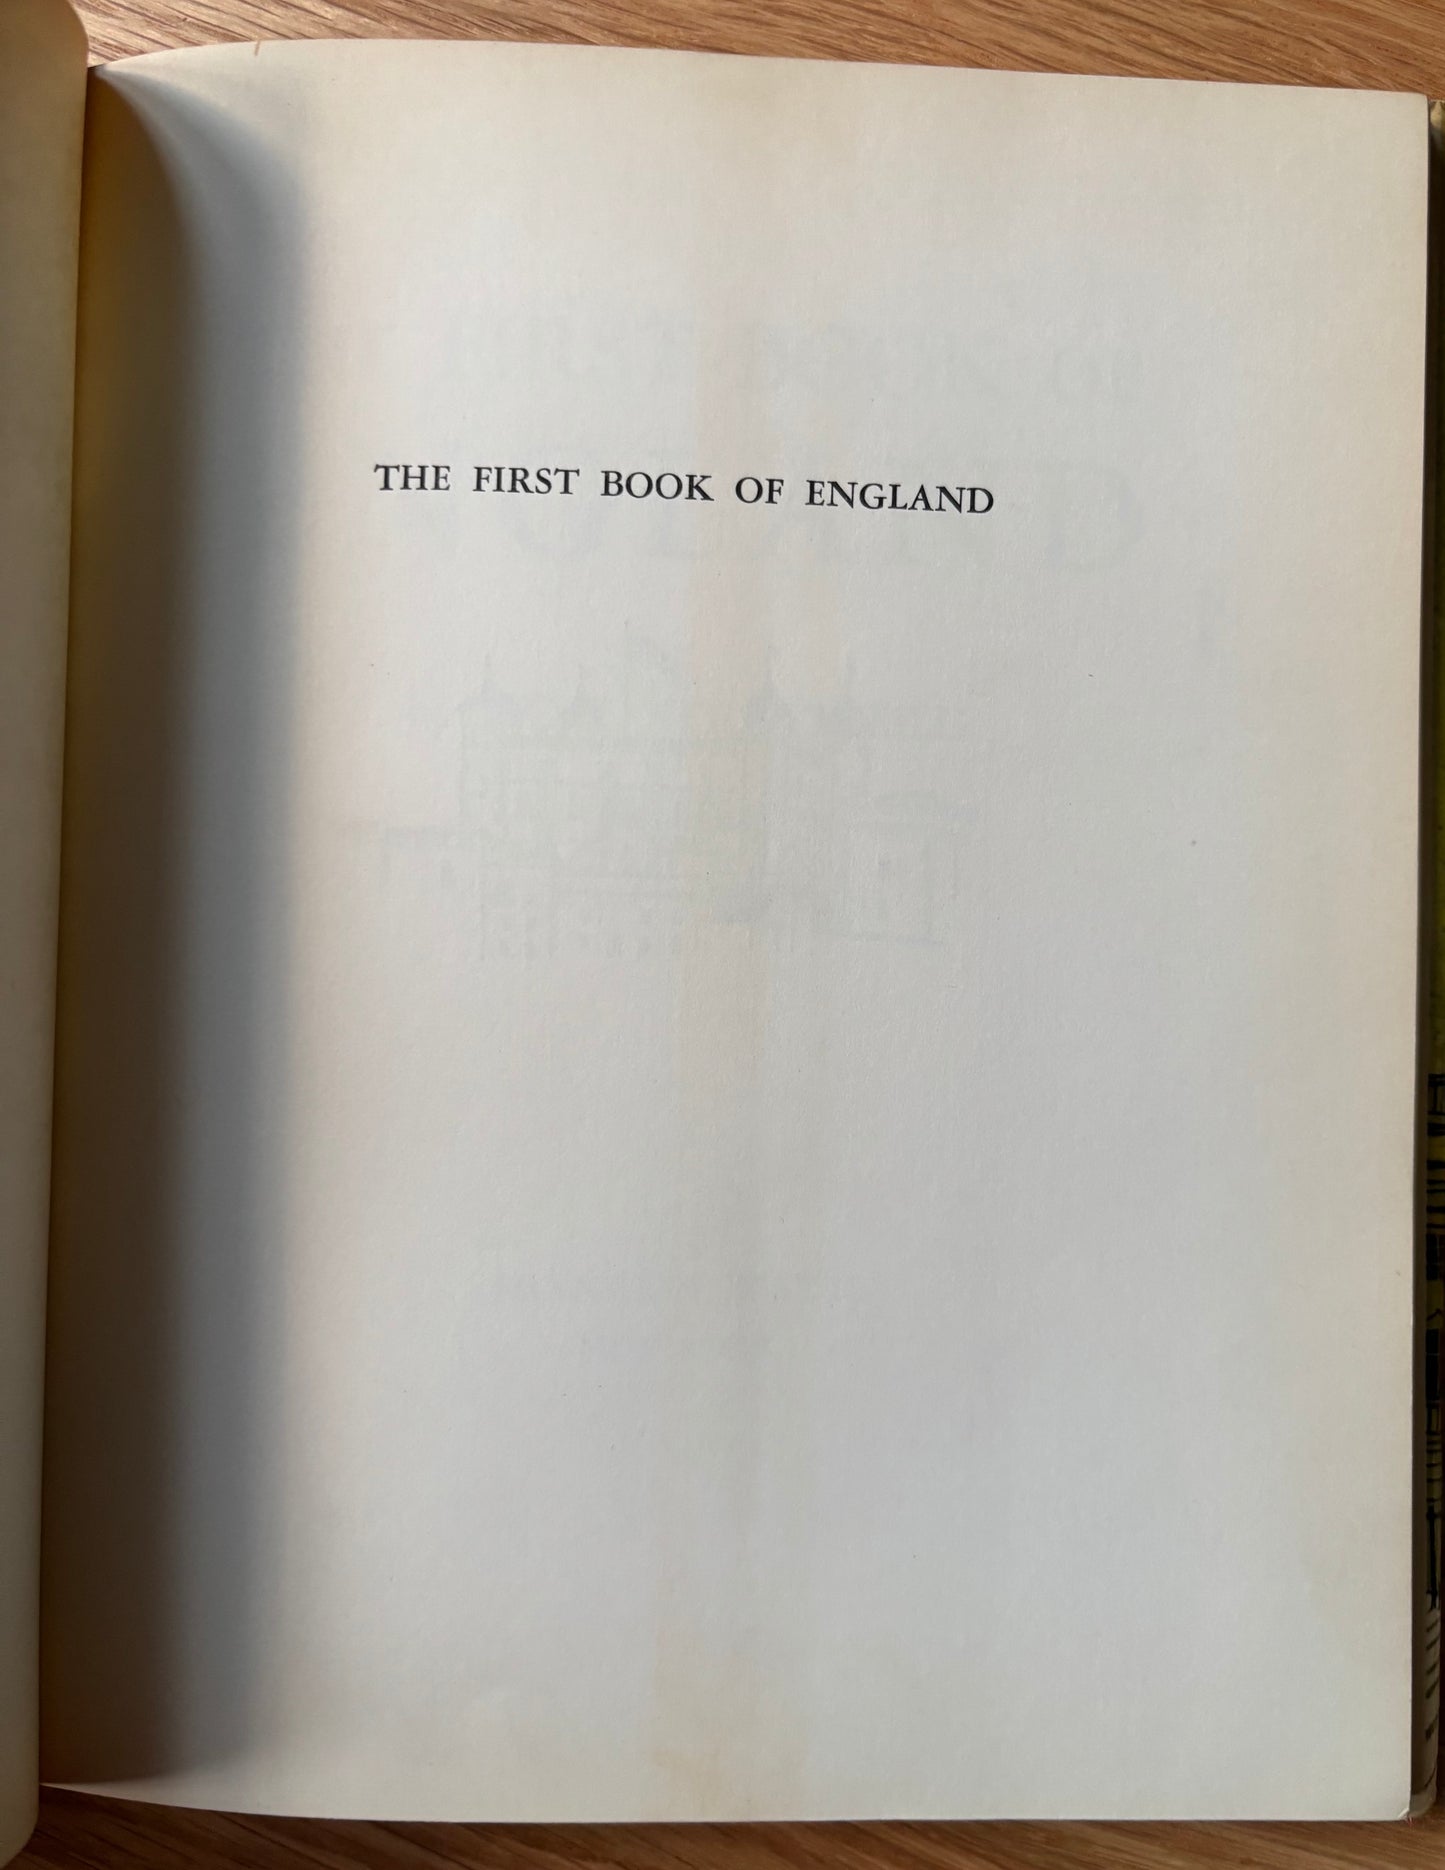 THE FIRST BOOK OF ENGLAND